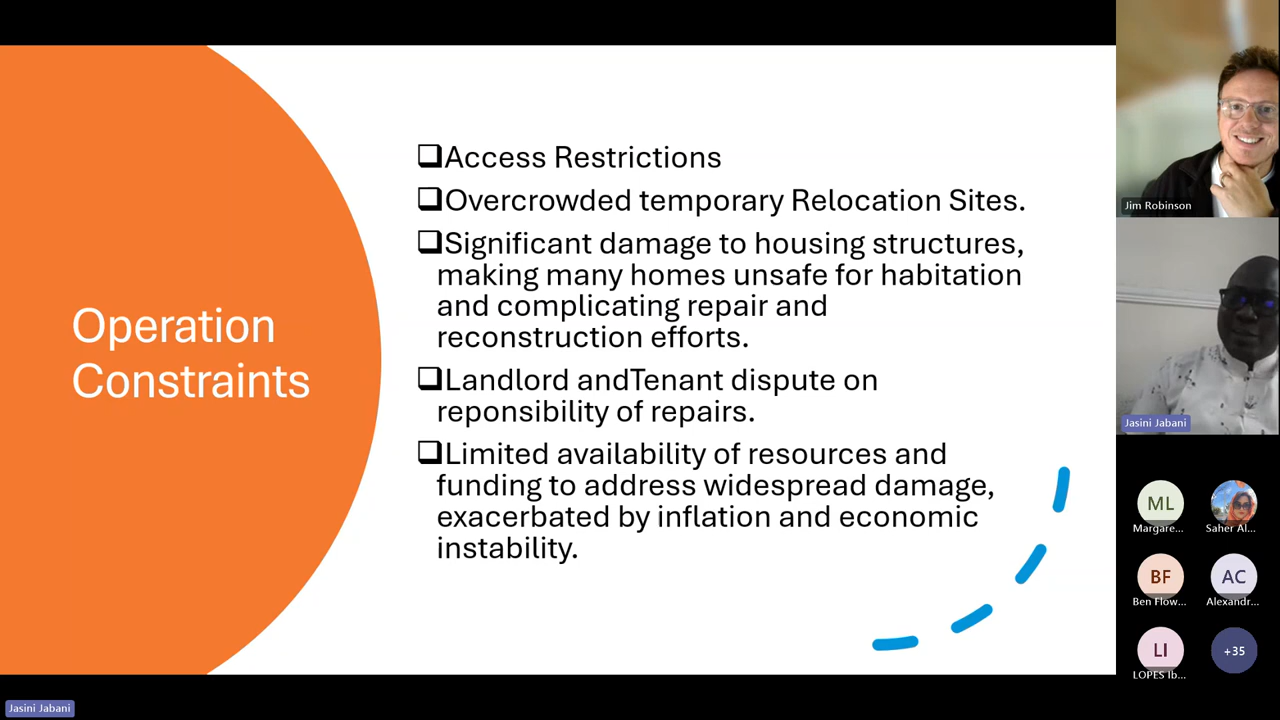 Operation
Constraints
Access Restrictions
Overcrowded temporary Relocation Sites.
Significant damage to housing structures,
making many homes unsafe for habitation
and complicating repair and
reconstruction efforts.
Landlord andTenant dispute on
reponsibility of repairs.
Limited availability of resources and
funding to address widespread damage,
exacerbated by inflation and economic
instability.
Jim Robinson
Jasini Jabani
ML
Margare...
Saher Al...
BF
Ben Flow...
AC
Alexandr...
LI
LOPES Ib...
+35
Jasini Jabani